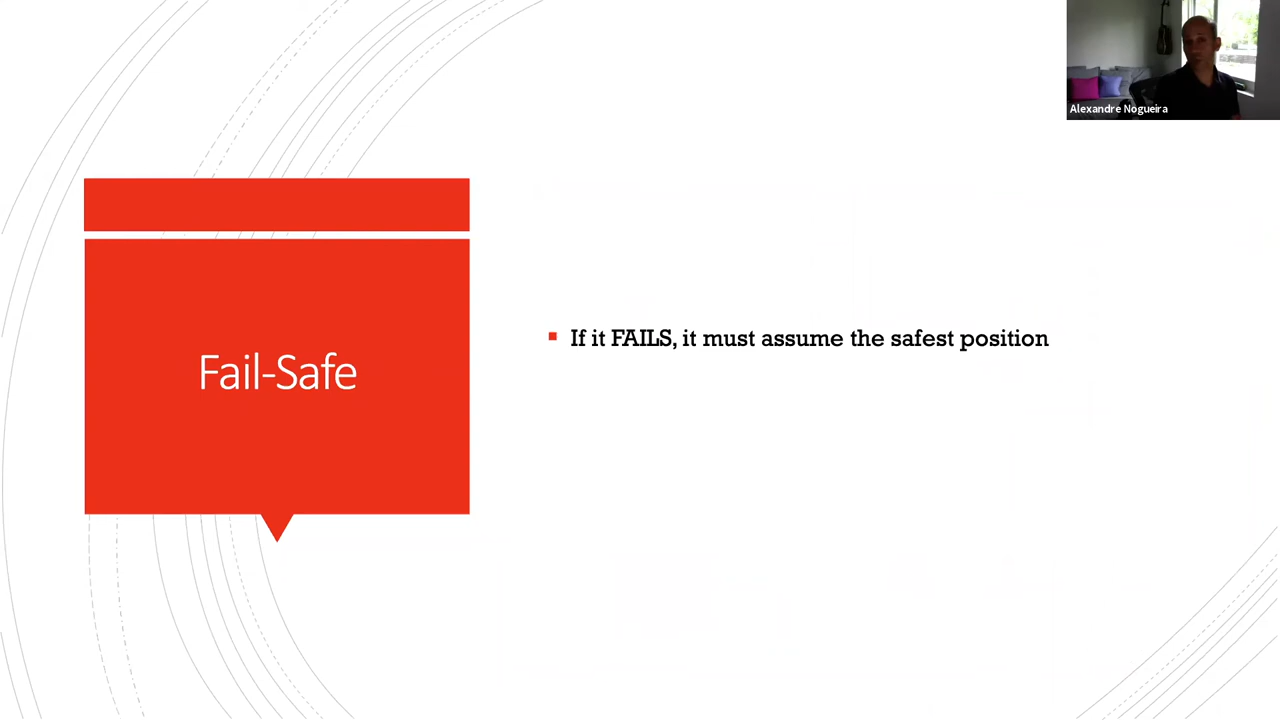 Alexandre Nogueira
Fail-Safe
If it FAILS, it must assume the safest position